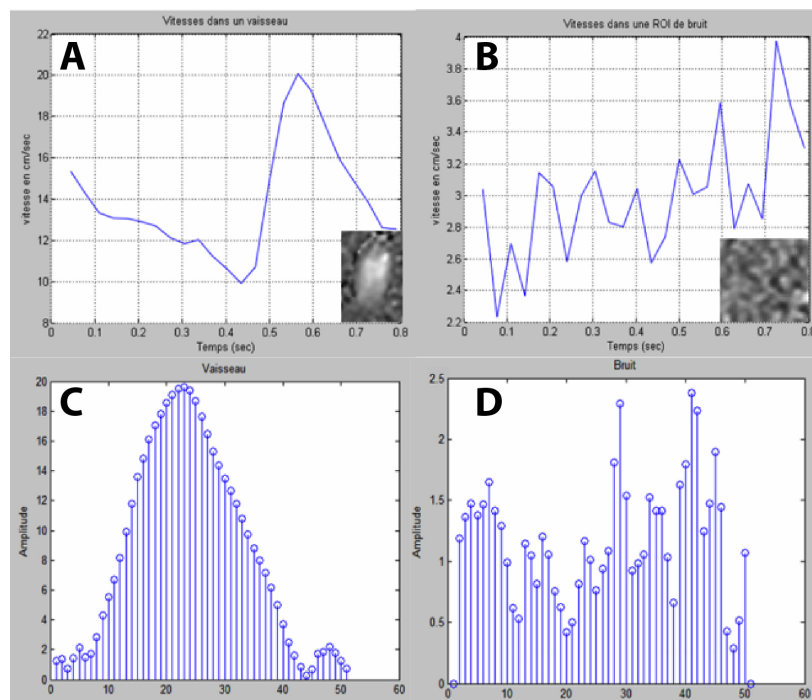 Vitesses dans un vaisseau
A
vitesse en cm/sec
22
20
18
16
14
12
10
8
0 0.1 0.2 0.3 0.4 0.5 0.6 0.7 0.8
Temps (sec)
Vitesses dans une ROI de bruit
B
vitesse en cm/sec
4
3.8
3.6
3.4
3.2
3
2.8
2.6
2.4
2.2
0 0.1 0.2 0.3 0.4 0.5 0.6 0.7 0.8
Temps (sec)
Vaisseau
C
Amplitude
20
18
16
14
12
10
8
6
4
2
0
0 10 20 30 40 50 60
Bruit
D
Amplitude
2.5
2
1.5
1
0.5
0
0 10 20 30 40 50 60